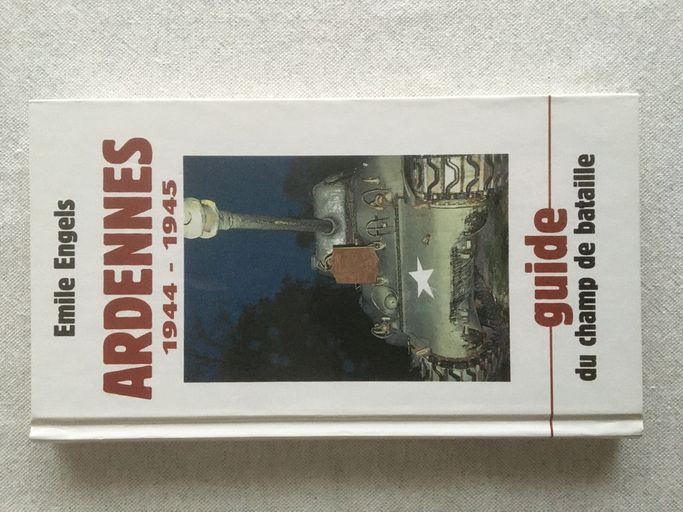 Emile Engels
ARDENNES
1944 - 1945
guide
du champ de bataille